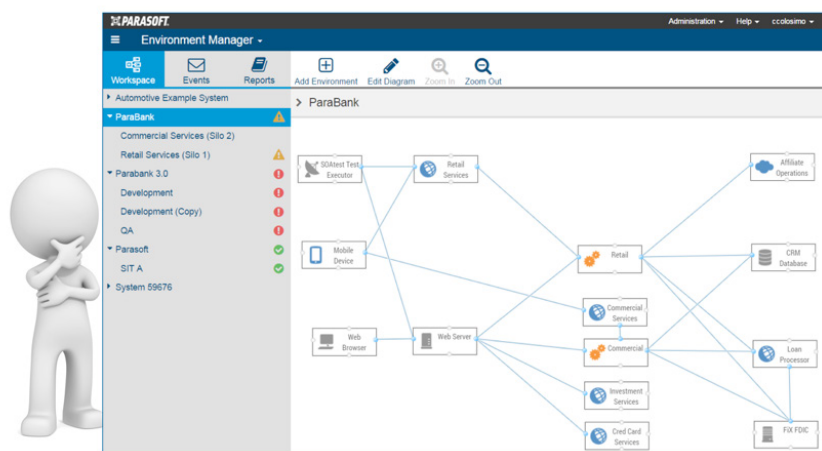 PARASOFT.
Administration Help ccolosimo
Environment Manager
Workspace Events Reports
Add Environment Edit Diagram Zoom In Zoom Out
Automotive Example System
ParaBank
Commercial Services (Silo 2)
Retail Services (Silo 1)
Parabank 3.0
Development
Development (Copy)
QA
Parasoft
SIT A
System 59676
> ParaBank
SOAtest Test
Executor
Retail
Services
Affiliate
Operations
Mobile
Device
Retail
CRM
Database
Commercial
Services
Web
Browser
Web Server
Commercial
Loan
Processor
Investment
Services
Cred Card
Services
FiX FDIC